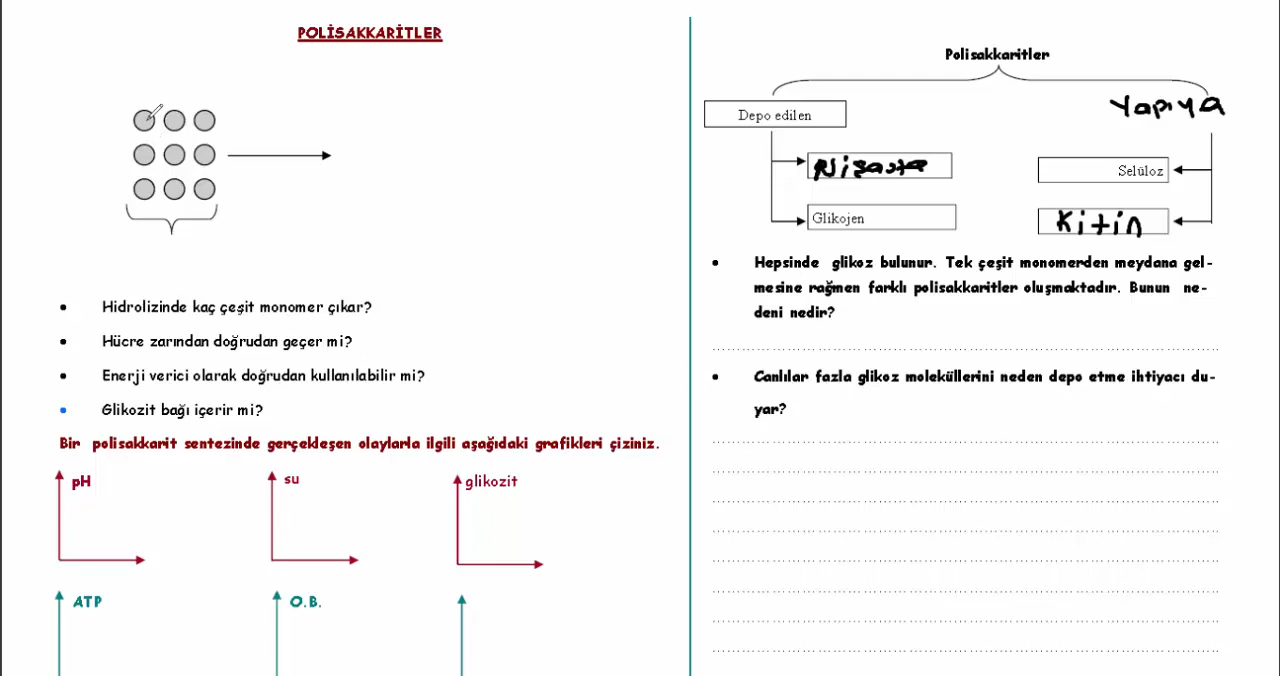 POLİSAKKARİTLER
Hidrolizinde kaç çeşit monomer çıkar?
Hücre zarından doğrudan geçer mi?
Enerji verici olarak doğrudan kullanılabilir mi?
Glikozit bağı içerir mi?
Bir polisakkarit sentezinde gerçekleşen olaylarla ilgili aşağıdaki grafikleri çiziniz.
pH
su
glikozit
ATP
O.B.
Polisakkaritler
Depo edilen
Yapıya
Nişasta
Selüloz
Glikojen
Kitin
Hepsinde glikoz bulunur. Tek çeşit monomerden meydana gel-
mesine rağmen farklı polisakkaritler oluşmaktadır. Bunun ne-
deni nedir?
Canlılar fazla glikoz moleküllerini neden depo etme ihtiyacı du-
yar?